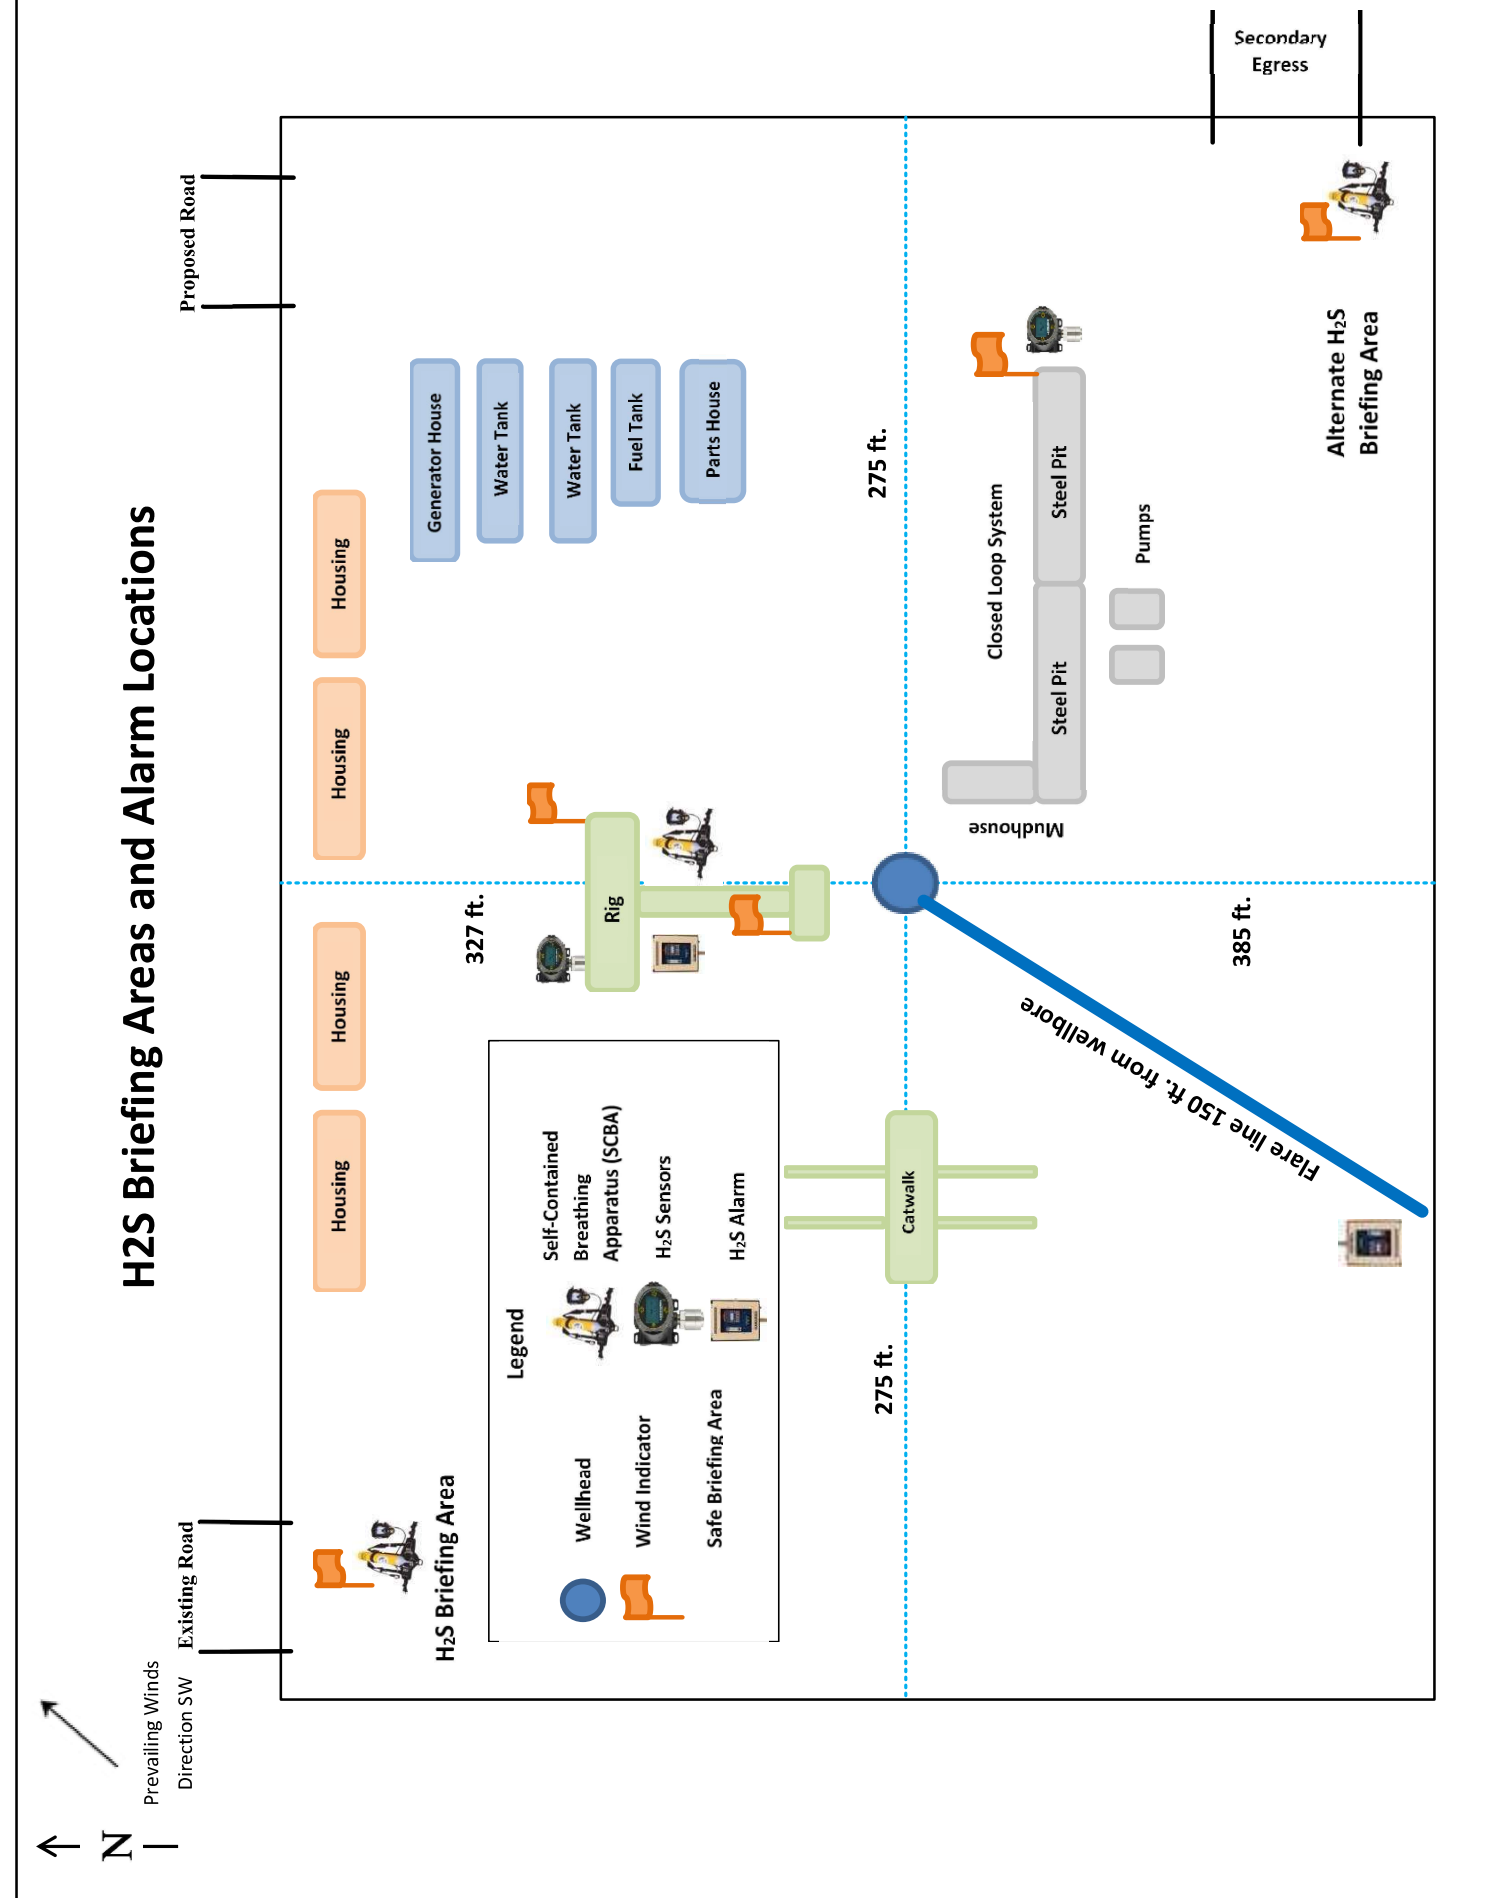 H2S Briefing Areas and Alarm Locations
N
Prevailing Winds
Direction SW
Existing Road
Proposed Road
Secondary
Egress
H₂S Briefing Area
Housing
Housing
Housing
Housing
Generator House
Water Tank
Water Tank
Fuel Tank
Parts House
327 ft.
Rig
Legend
Wellhead
Wind Indicator
Safe Briefing Area
Self-Contained
Breathing
Apparatus (SCBA)
H₂S Sensors
H₂S Alarm
275 ft.
Catwalk
275 ft.
Mudhouse
Closed Loop System
Steel Pit
Steel Pit
Pumps
385 ft.
Flare line 150 ft. from wellbore
Alternate H₂S
Briefing Area